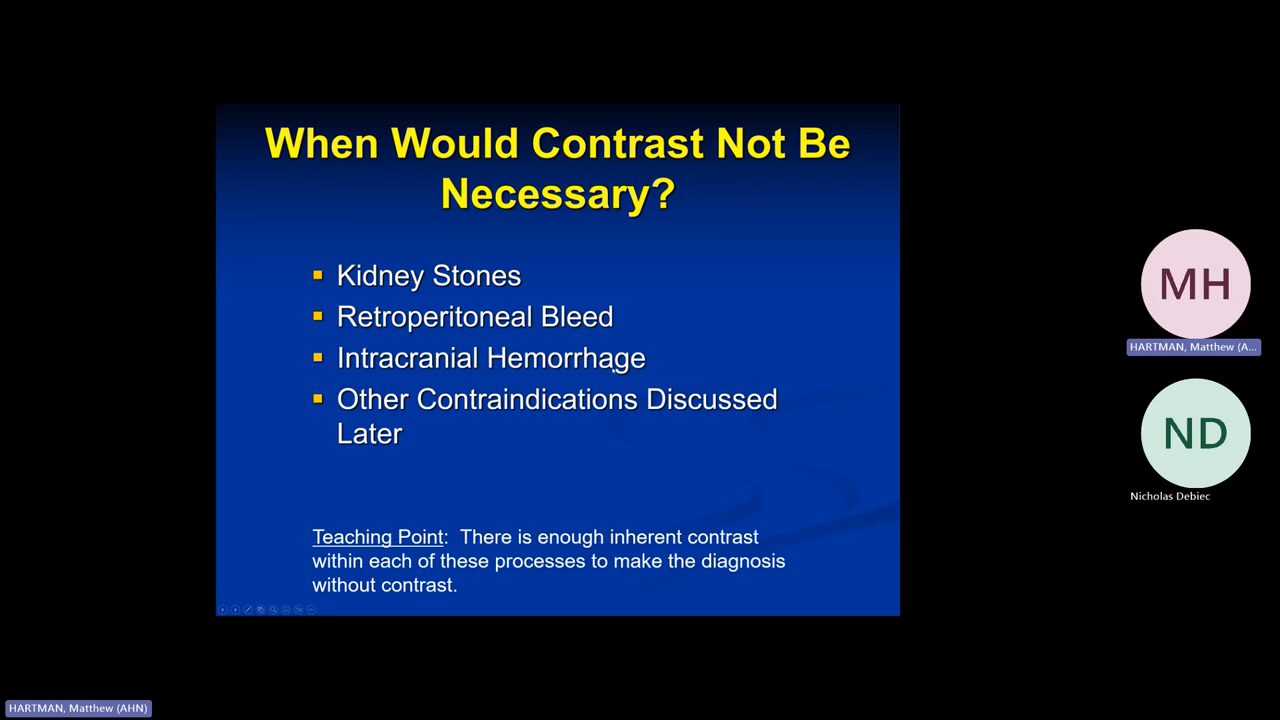 When Would Contrast Not Be
Necessary?
Kidney Stones
Retroperitoneal Bleed
Intracranial Hemorrhage
Other Contraindications Discussed
Later
Teaching Point: There is enough inherent contrast
within each of these processes to make the diagnosis
without contrast.
MH
HARTMAN, Matthew (A...
ND
Nicholas Debiec
HARTMAN, Matthew (AHN)